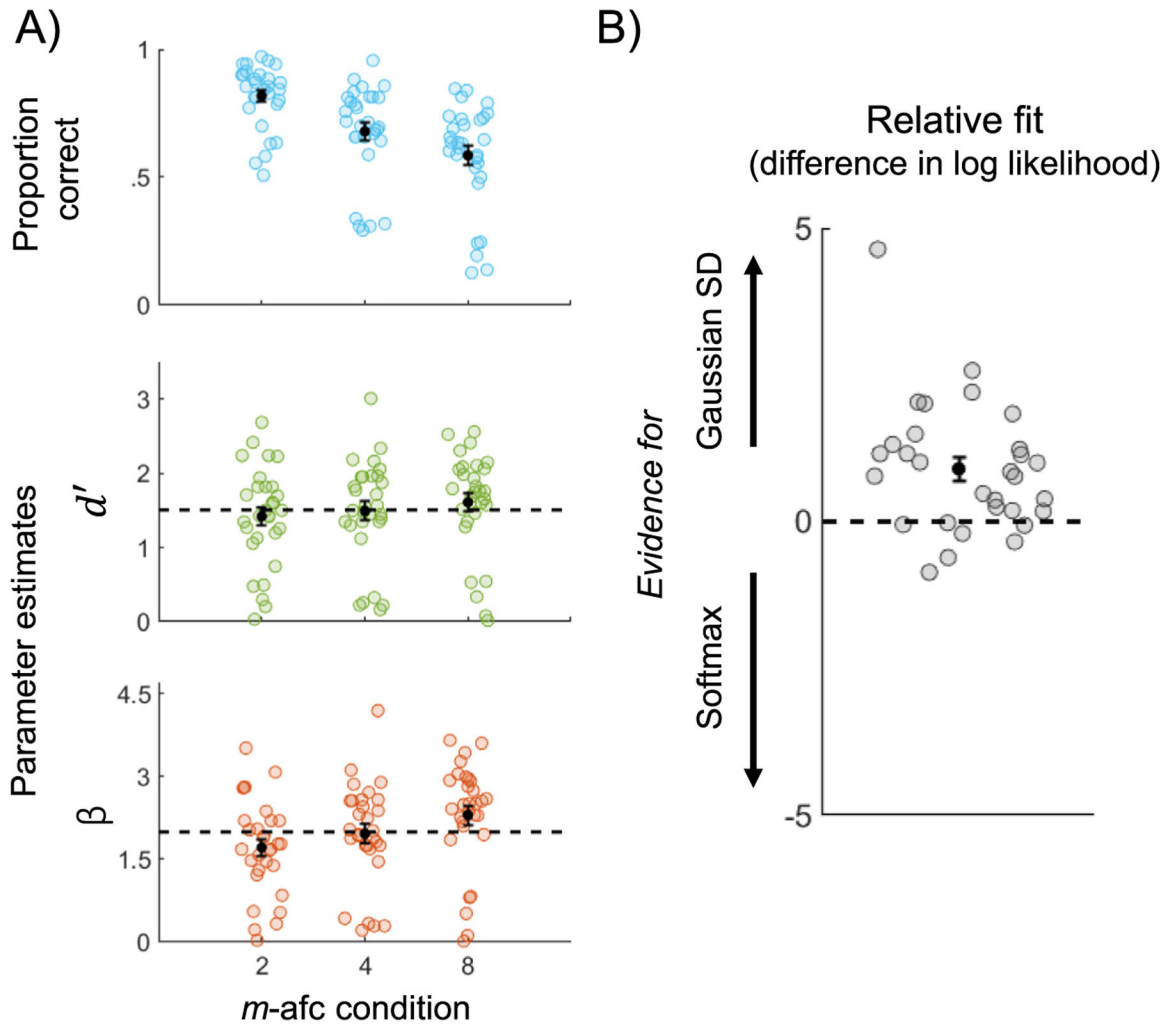 A)
Proportion
correct
1
.5
0
Parameter estimates
d′
3
2
1
0
β
4.5
3
1.5
0
2
4
8
m-afc condition
B)
Relative fit
(difference in log likelihood)
Evidence for
Gaussian SD
Softmax
5
0
-5